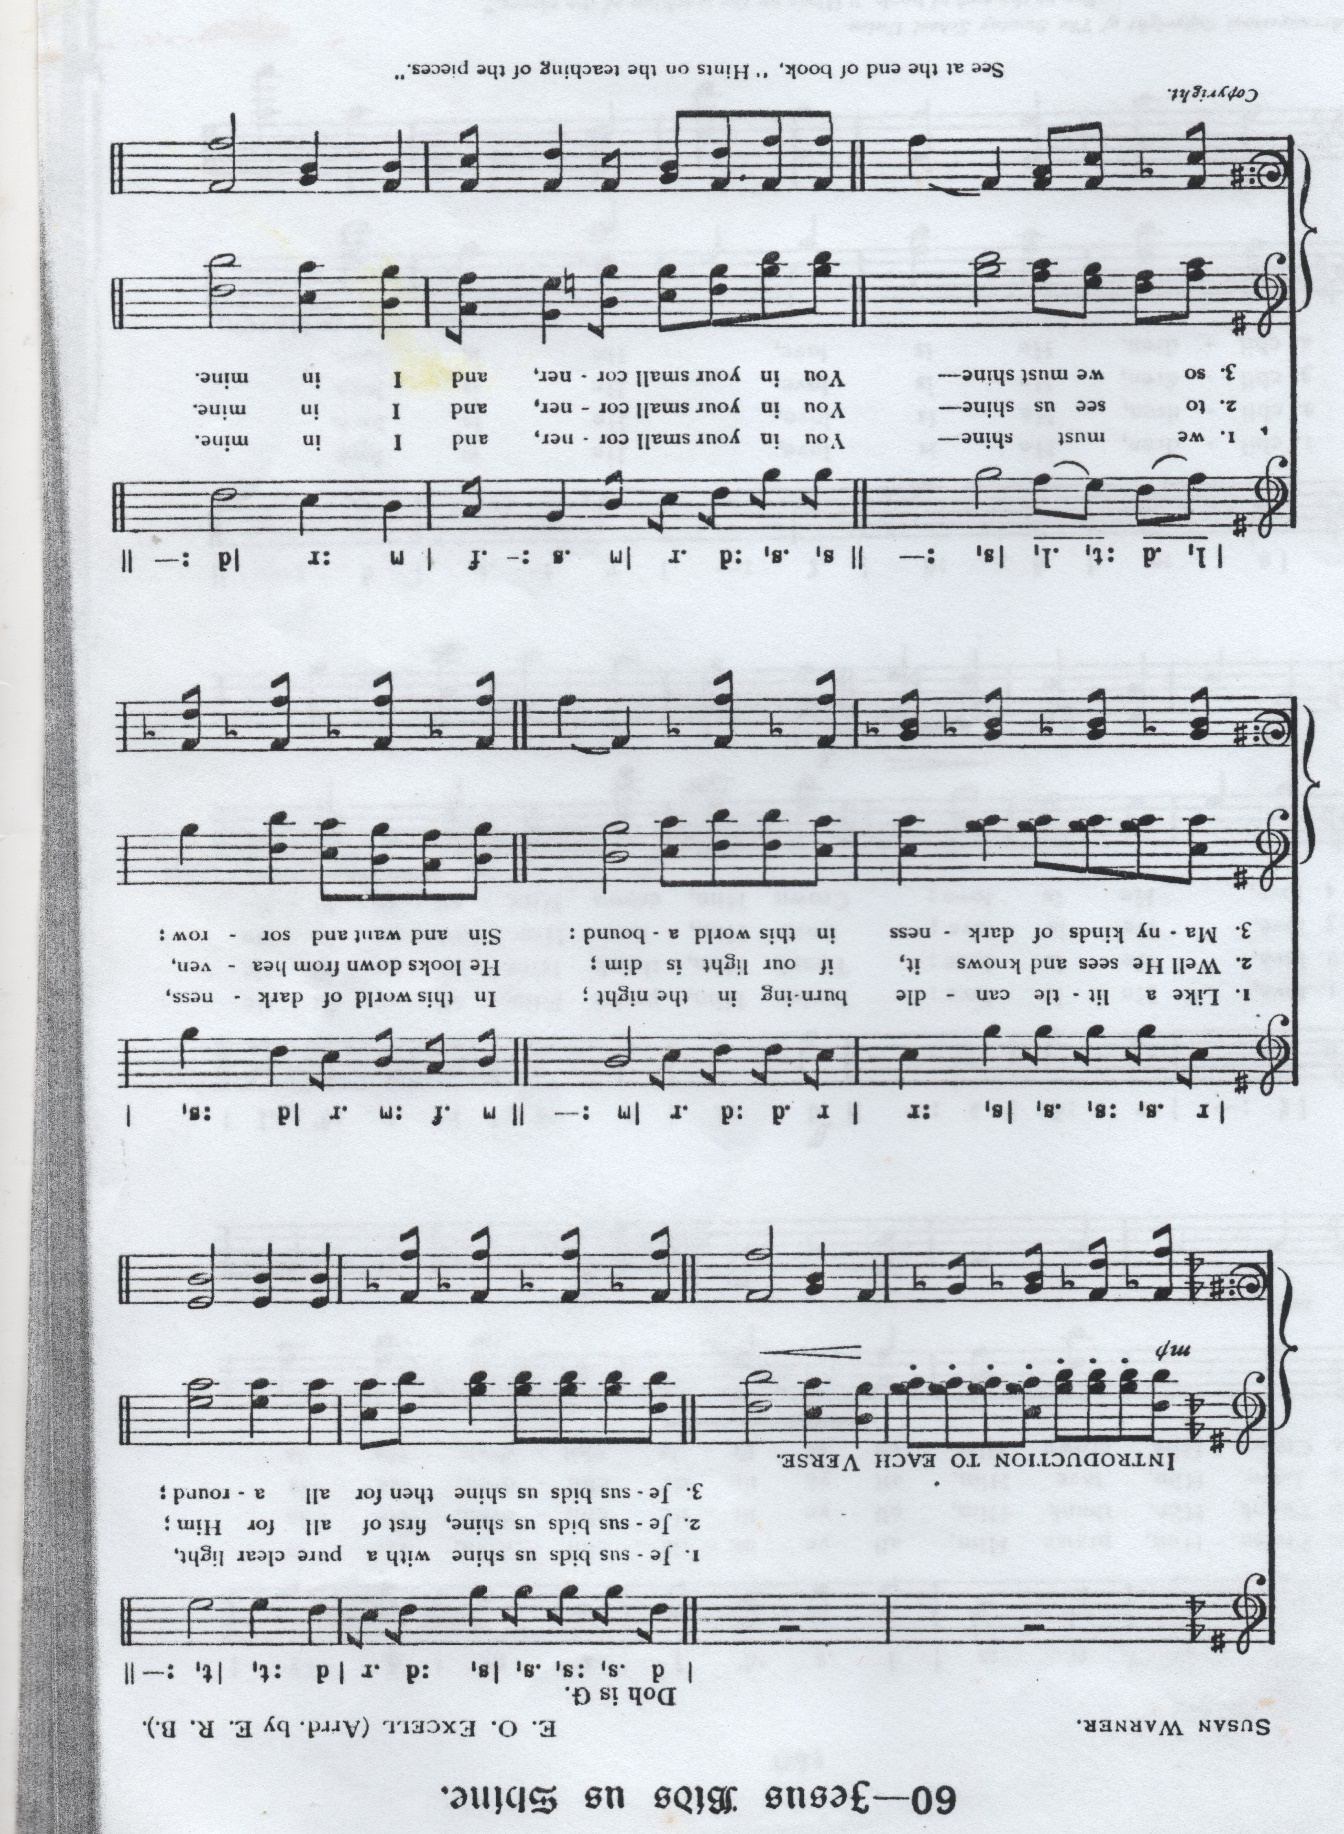 60—Jesus Bids us Shine.
SUSAN WARNER. E. O. EXCELL (Arrd. by E. R. B.).
Doh is G.
| d .s, :s, .s, |s, :d .r | d :t, |t, :— ||
1. Je - sus bids us shine with a pure clear light,
2. Je - sus bids us shine, first of all for Him ;
3. Je - sus bids us shine then for all a - round ;
INTRODUCTION TO EACH VERSE.
mp
| r .s, :s, .s, |s, :r | r .d :d .r |m :— || m .f :m .r |d :s, |
1. Like a lit - tle can - dle burn-ing in the night ; In this world of dark - ness,
2. Well He sees and knows it, if our light is dim ; He looks down from hea - ven,
3. Ma - ny kinds of dark - ness in this world a - bound : Sin and want and sor - row ;
| l, .d :t, .l, |s, :— || s, .s, :d .r |m .s :- .f | m :r |d :— ||
1. we must shine— You in your small cor - ner, and I in mine.
2. to see us shine— You in your small cor - ner, and I in mine.
3. so we must shine— You in your small cor - ner, and I in mine.
Copyright.
See at the end of book, "Hints on the teaching of the pieces."